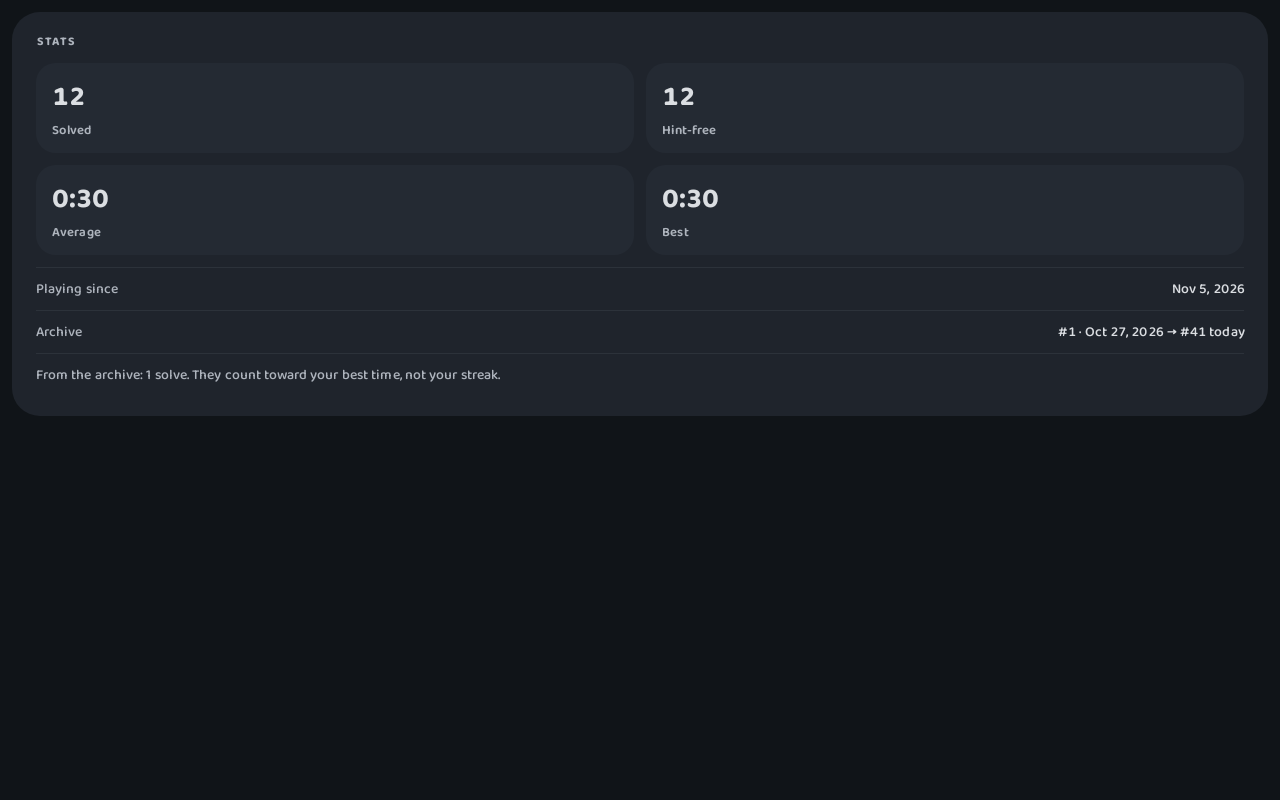 STATS
12
Solved
12
Hint-free
0:30
Average
0:30
Best
Playing since
Nov 5, 2026
Archive
#1 · Oct 27, 2026 → #41 today
From the archive: 1 solve. They count toward your best time, not your streak.